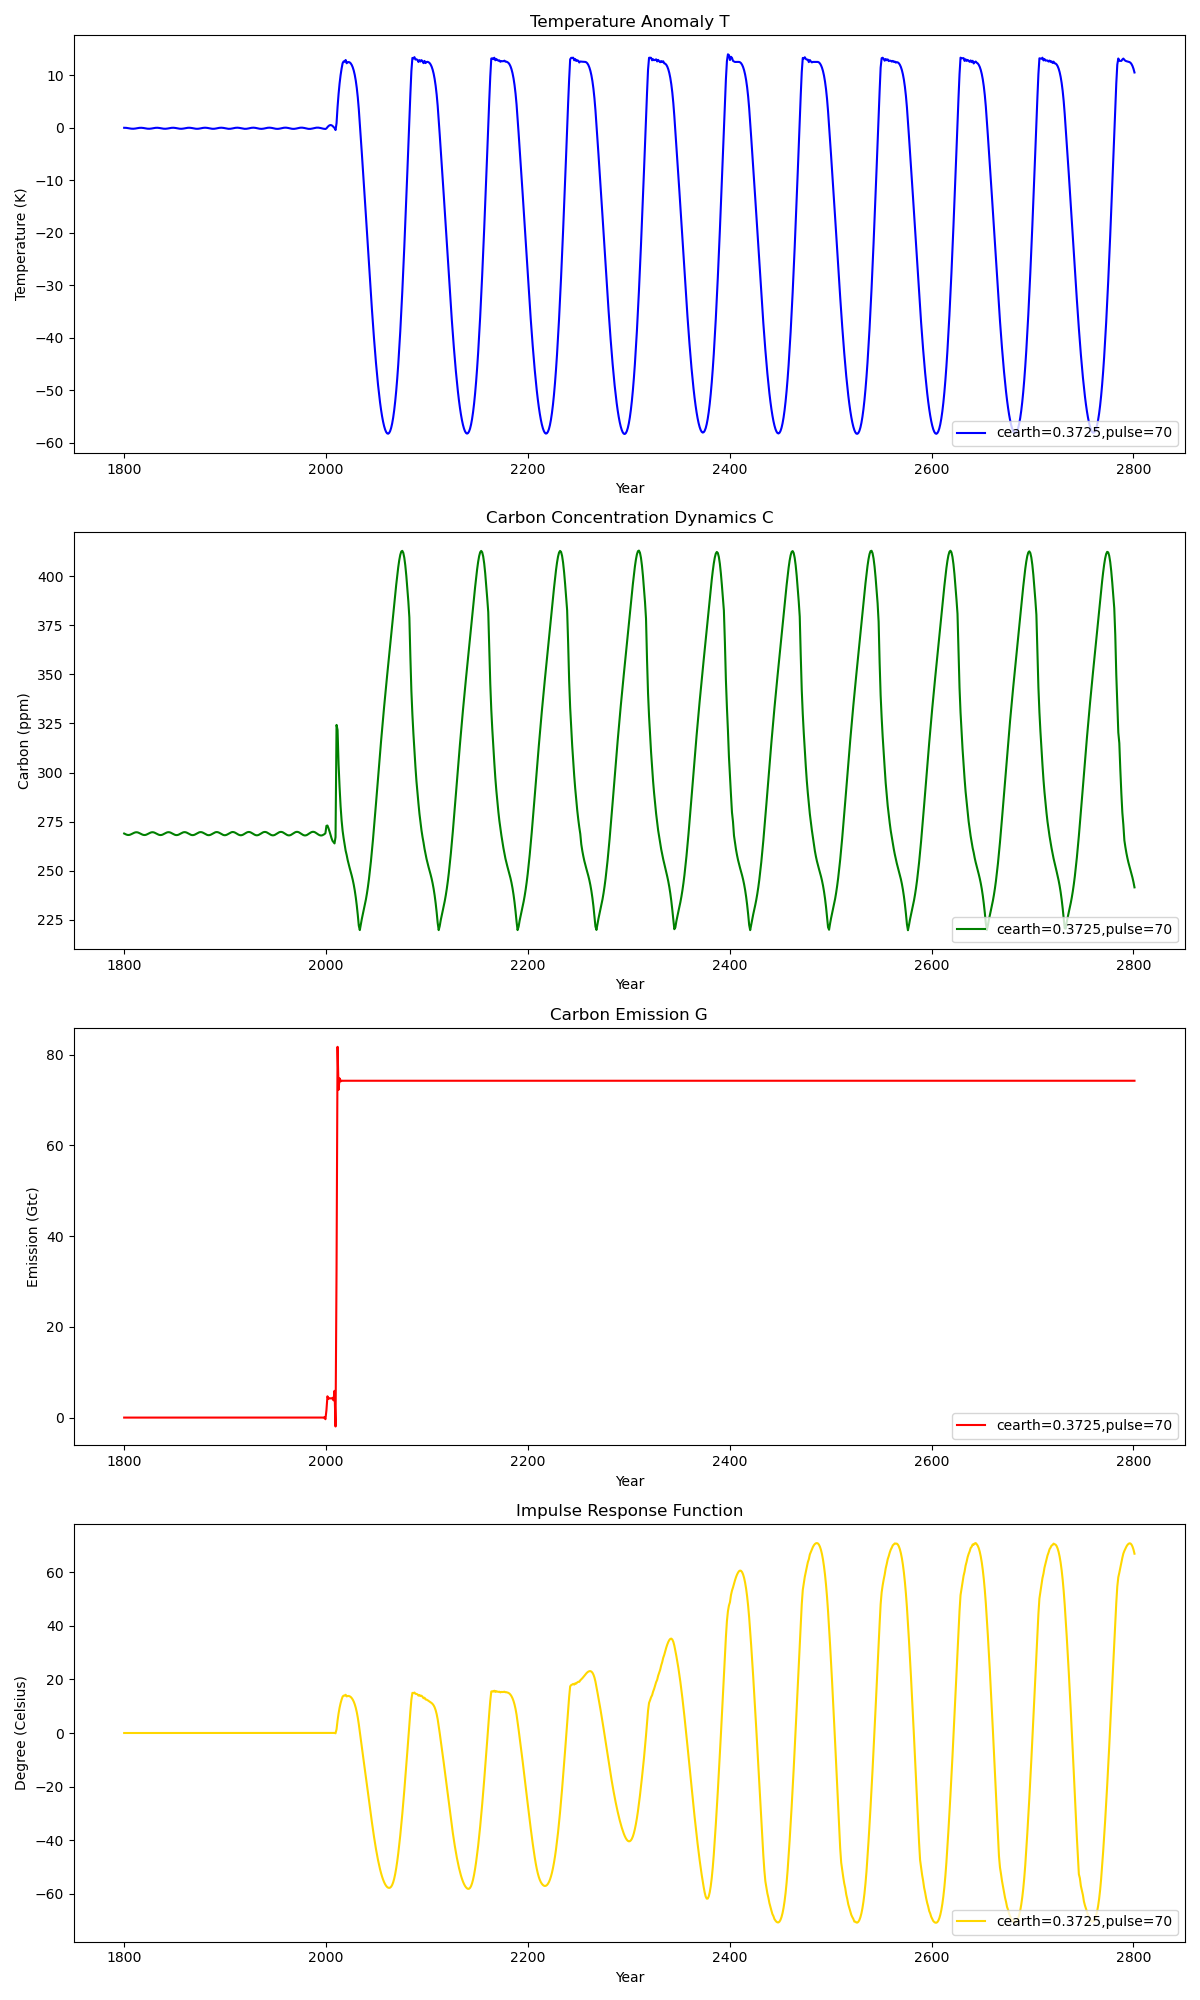 Temperature Anomaly T
10
0
−10
−20
−30
−40
−50
−60
Temperature (K)
cearth=0.3725,pulse=70
1800 2000 2200 2400 2600 2800
Year
Carbon Concentration Dynamics C
400
375
350
325
300
275
250
225
Carbon (ppm)
cearth=0.3725,pulse=70
1800 2000 2200 2400 2600 2800
Year
Carbon Emission G
80
60
40
20
0
Emission (Gtc)
cearth=0.3725,pulse=70
1800 2000 2200 2400 2600 2800
Year
Impulse Response Function
60
40
20
0
−20
−40
−60
Degree (Celsius)
cearth=0.3725,pulse=70
1800 2000 2200 2400 2600 2800
Year